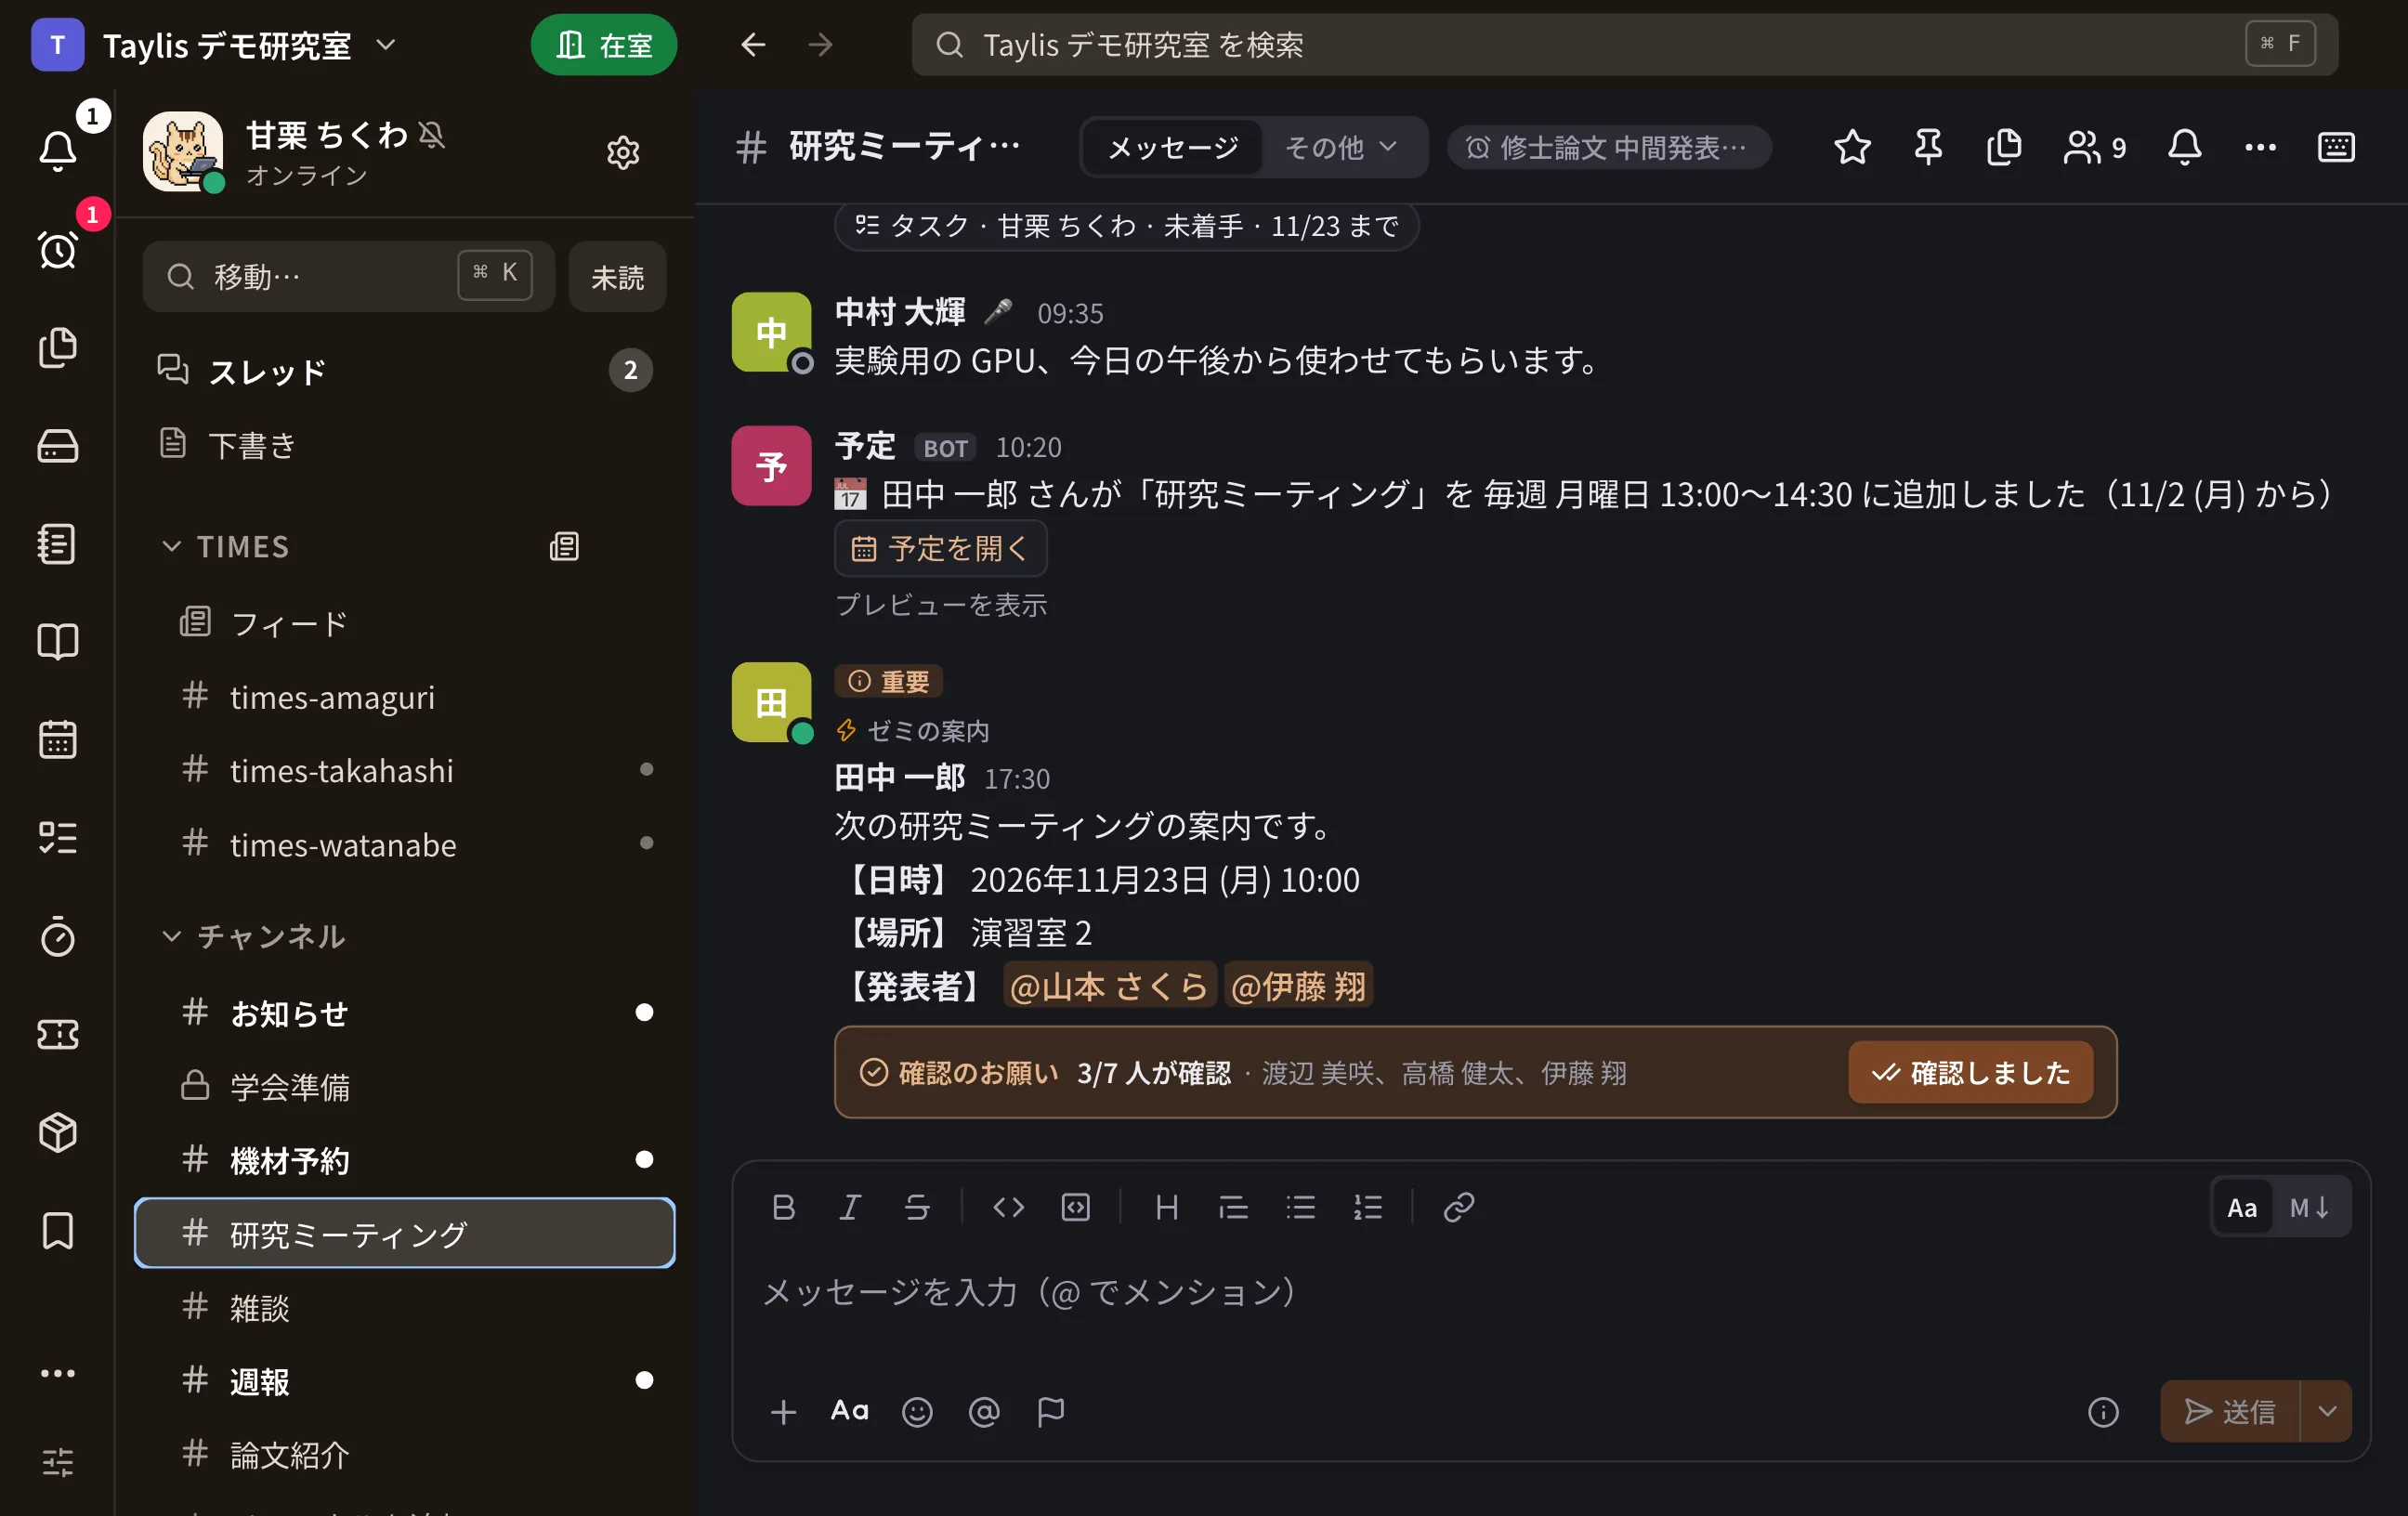 T Taylis デモ研究室 在室
Taylis デモ研究室 を検索 ⌘ F
1
1
甘栗 ちくわ
オンライン
移動… ⌘ K 未読
スレッド 2
下書き
TIMES
フィード
# times-amaguri
# times-takahashi
# times-watanabe
チャンネル
# お知らせ
学会準備
# 機材予約
# 研究ミーティング
# 雑談
# 週報
# 論文紹介
# 研究ミーティ… メッセージ その他 修士論文 中間発表… 9
タスク · 甘栗 ちくわ · 未着手 · 11/23 まで
中 中村 大輝 09:35
実験用の GPU、今日の午後から使わせてもらいます。
予 予定 BOT 10:20
17 田中 一郎 さんが「研究ミーティング」を 毎週 月曜日 13:00〜14:30 に追加しました（11/2 (月) から）
予定を開く
プレビューを表示
重要
田 ゼミの案内
田中 一郎 17:30
次の研究ミーティングの案内です。
【日時】 2026年11月23日 (月) 10:00
【場所】 演習室 2
【発表者】 @山本 さくら @伊藤 翔
確認のお願い 3/7 人が確認 · 渡辺 美咲、高橋 健太、伊藤 翔 確認しました
B I S H Aa M↓
メッセージを入力（@ でメンション）
Aa 送信